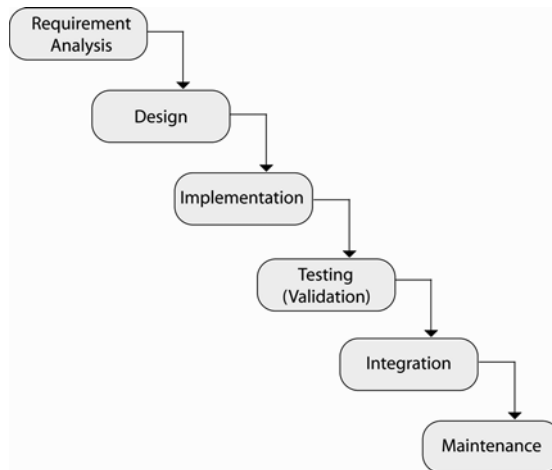 Requirement
Analysis
Design
Implementation
Testing
(Validation)
Integration
Maintenance